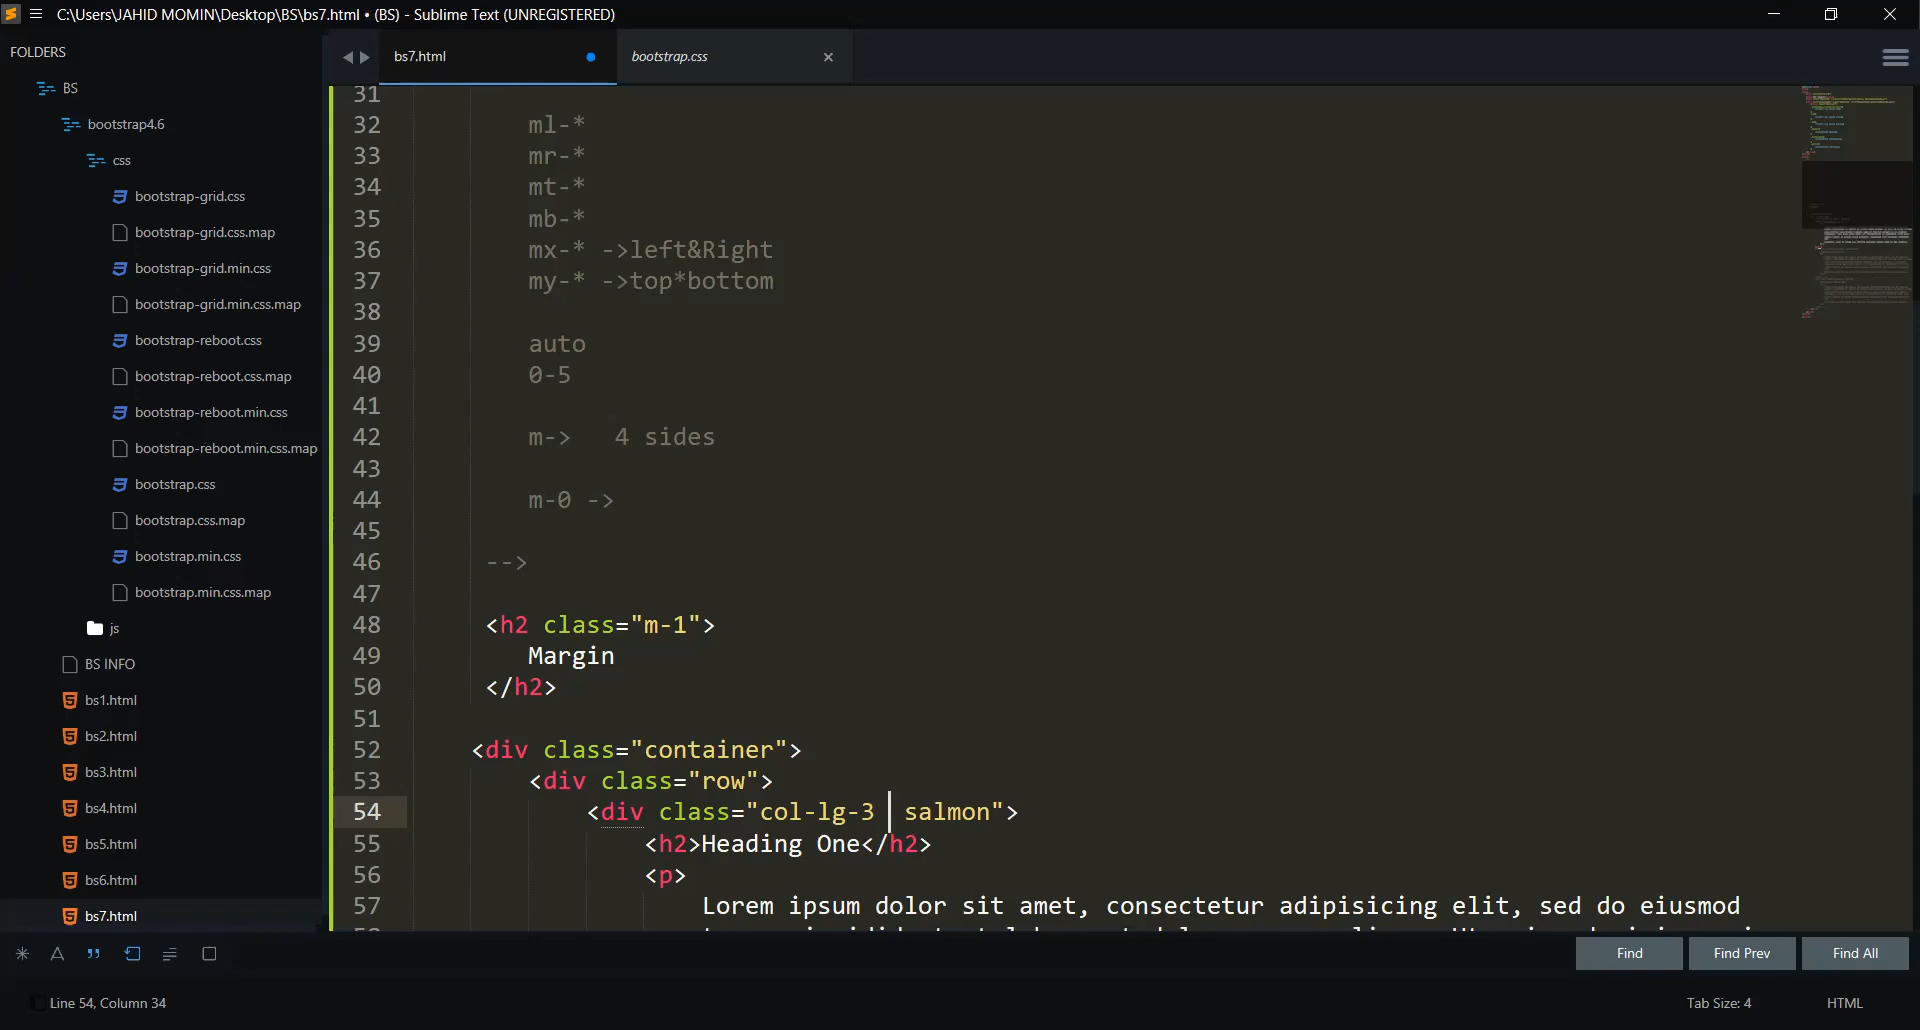 C:\Users\JAHID MOMIN\Desktop\BS\bs7.html • (BS) - Sublime Text (UNREGISTERED)
FOLDERS
BS
bootstrap4.6
css
bootstrap-grid.css
bootstrap-grid.css.map
bootstrap-grid.min.css
bootstrap-grid.min.css.map
bootstrap-reboot.css
bootstrap-reboot.css.map
bootstrap-reboot.min.css
bootstrap-reboot.min.css.map
bootstrap.css
bootstrap.css.map
bootstrap.min.css
bootstrap.min.css.map
js
BS INFO
bs1.html
bs2.html
bs3.html
bs4.html
bs5.html
bs6.html
bs7.html
bs7.html
bootstrap.css
31
32 ml-*
33 mr-*
34 mt-*
35 mb-*
36 mx-* ->left&Right
37 my-* ->top*bottom
38
39 auto
40 0-5
41
42 m-> 4 sides
43
44 m-0 ->
45
46 -->
47
48 <h2 class="m-1">
49 Margin
50 </h2>
51
52 <div class="container">
53 <div class="row">
54 <div class="col-lg-3  salmon">
55 <h2>Heading One</h2>
56 <p>
57 Lorem ipsum dolor sit amet, consectetur adipisicing elit, sed do eiusmod
Find
Find Prev
Find All
Line 54, Column 34
Tab Size: 4
HTML